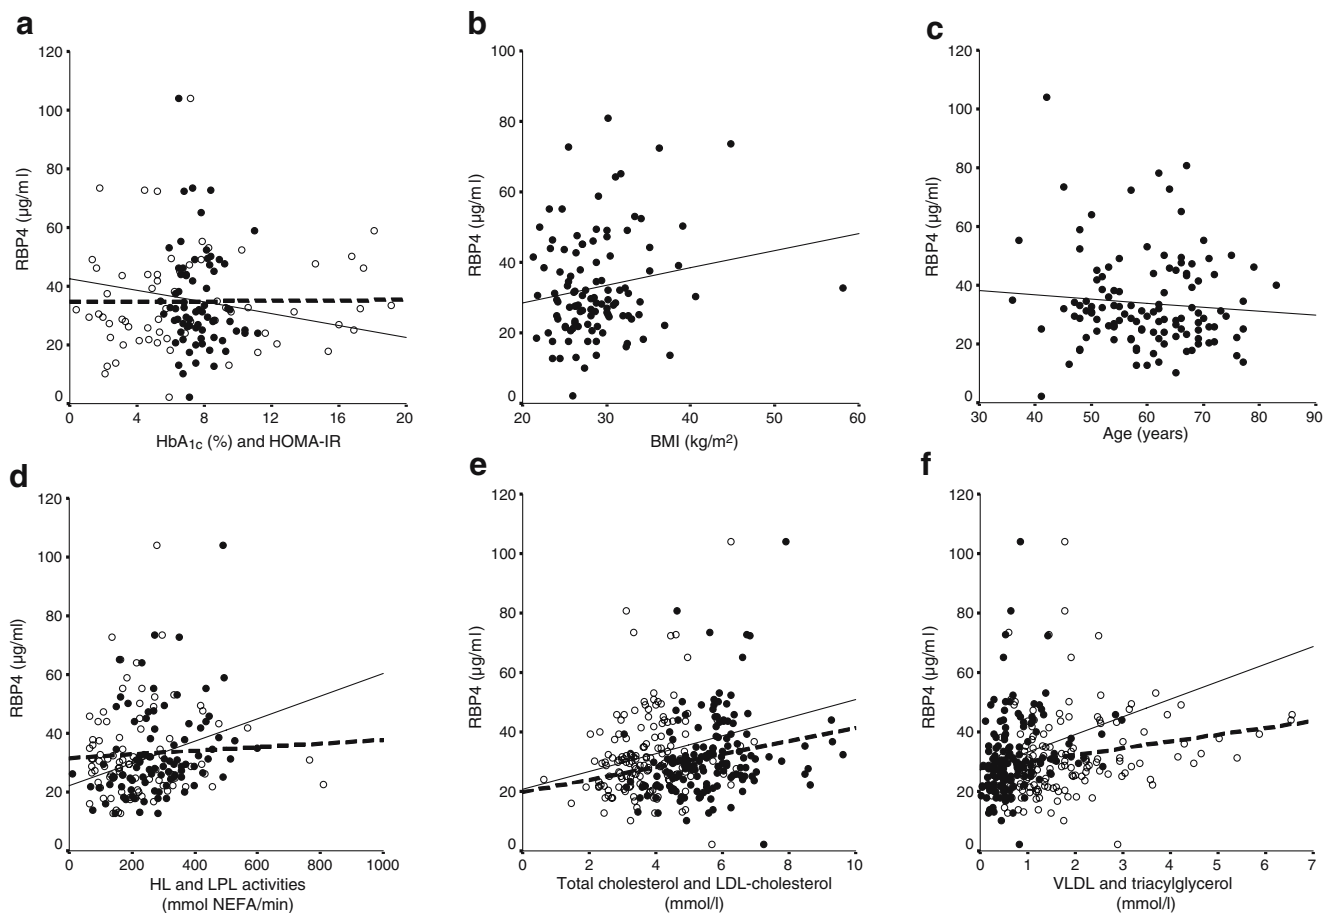 a
120
100
80
60
40
20
0
RBP4 (µg/ml)
0 4 8 12 16 20
HbA1c (%) and HOMA-IR
b
100
80
60
40
20
0
RBP4 (µg/ml)
20 30 40 50 60
BMI (kg/m²)
c
120
100
80
60
40
20
0
RBP4 (µg/ml)
30 40 50 60 70 80 90
Age (years)
d
120
100
80
60
40
20
0
RBP4 (µg/ml)
0 200 400 600 800 1000
HL and LPL activities
(mmol NEFA/min)
e
120
100
80
60
40
20
0
RBP4 (µg/ml)
0 2 4 6 8 10
Total cholesterol and LDL-cholesterol
(mmol/l)
f
120
100
80
60
40
20
0
RBP4 (µg/ml)
0 1 2 3 4 5 6 7
VLDL and triacylglycerol
(mmol/l)